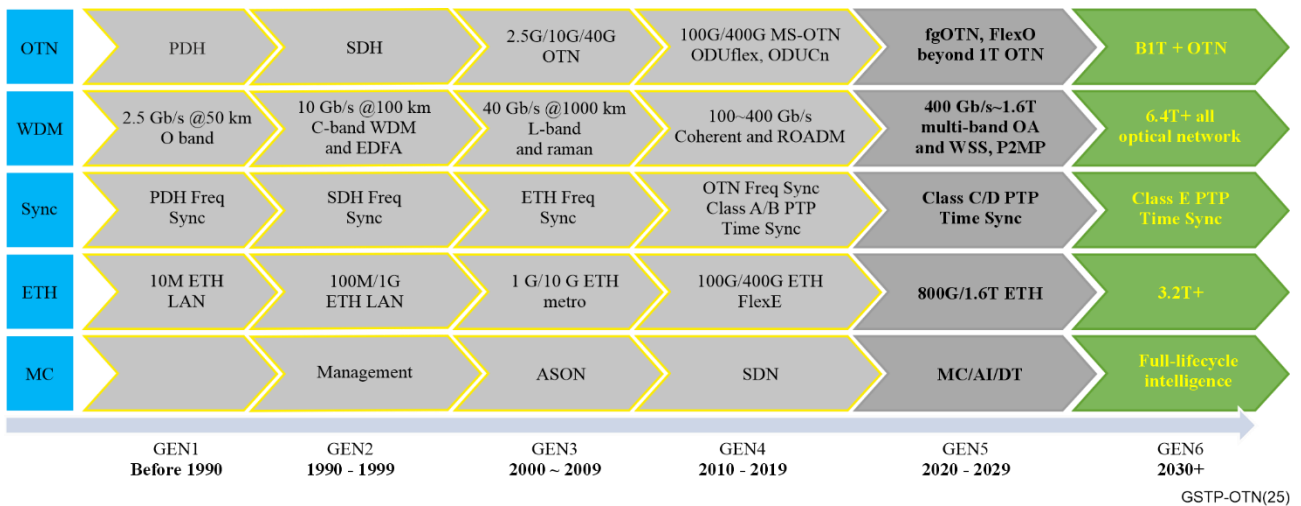 OTN
PDH
SDH
2.5G/10G/40G
OTN
100G/400G MS-OTN
ODUflex, ODUCn
fgOTN, FlexO
beyond 1T OTN
B1T + OTN
WDM
2.5 Gb/s @50 km
O band
10 Gb/s @100 km
C-band WDM
and EDFA
40 Gb/s @1000 km
L-band
and raman
100~400 Gb/s
Coherent and ROADM
400 Gb/s~1.6T
multi-band OA
and WSS, P2MP
6.4T+ all
optical network
Sync
PDH Freq
Sync
SDH Freq
Sync
ETH Freq
Sync
OTN Freq Sync
Class A/B PTP
Time Sync
Class C/D PTP
Time Sync
Class E PTP
Time Sync
ETH
10M ETH
LAN
100M/1G
ETH LAN
1 G/10 G ETH
metro
100G/400G ETH
FlexE
800G/1.6T ETH
3.2T+
MC
Management
ASON
SDN
MC/AI/DT
Full-lifecycle
intelligence
GEN1
Before 1990
GEN2
1990 - 1999
GEN3
2000 ~ 2009
GEN4
2010 - 2019
GEN5
2020 - 2029
GEN6
2030+
GSTP-OTN(25)